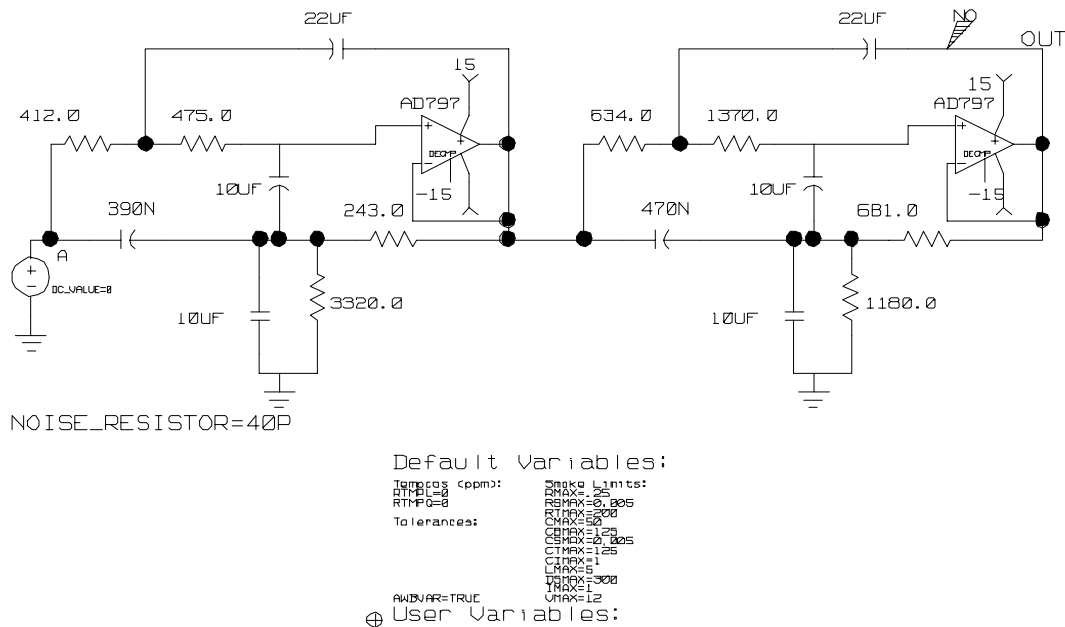 22UF
22UF
NO
OUT
15
15
AD797
AD797
412.0
475.0
634.0
1370.0
+
+
-
+
+
-
-15
-15
10UF
10UF
390N
243.0
470N
681.0
A
+
-
DC_VALUE=0
10UF
3320.0
10UF
1180.0
NOISE_RESISTOR=40P
Default Variables:
Tempcos (ppm):
Smoke Limits:
RTMPL=0
RMAX=.25
RTMPQ=0
RSMAX=0.005
RTMAX=200
Tolerances:
CMAX=50
CBMAX=125
CSMAX=0.005
CTMAX=125
CIMAX=1
LMAX=5
DSMAX=300
IMAX=1
AWBVAR=TRUE
VMAX=12
User Variables: